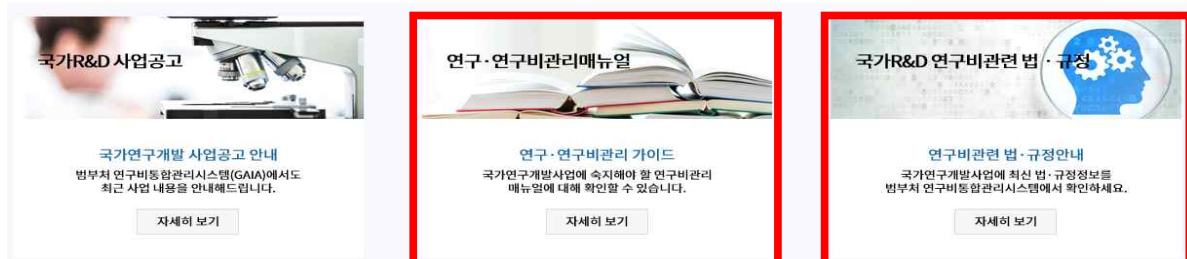 국가R&D 사업공고
국가연구개발 사업공고 안내
범부처 연구비통합관리시스템(GAIA)에서도
최근 사업 내용을 안내해드립니다.
자세히 보기
연구·연구비관리매뉴얼
연구·연구비관리 가이드
국가연구개발사업에 숙지해야 할 연구비관리
매뉴얼에 대해 확인할 수 있습니다.
자세히 보기
국가R&D 연구비관련 법 · 규정
연구비관련 법·규정안내
국가연구개발사업에 최신 법·규정정보를
범부처 연구비통합관리시스템에서 확인하세요.
자세히 보기